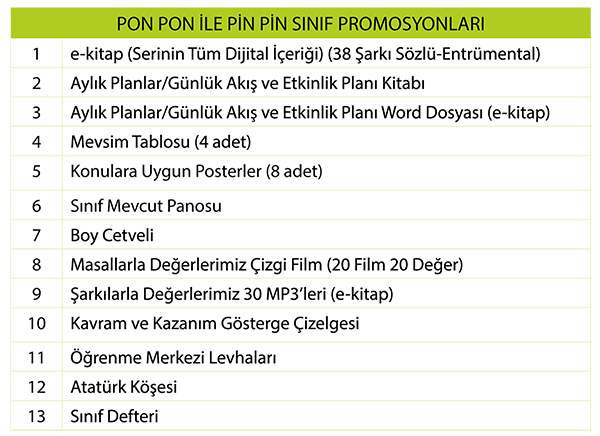 PON PON İLE PİN PİN SINIF PROMOSYONLARI
1 e-kitap (Serinin Tüm Dijital İçeriği) (38 Şarkı Sözlü-Entrümental)
2 Aylık Planlar/Günlük Akış ve Etkinlik Planı Kitabı
3 Aylık Planlar/Günlük Akış ve Etkinlik Planı Word Dosyası (e-kitap)
4 Mevsim Tablosu (4 adet)
5 Konulara Uygun Posterler (8 adet)
6 Sınıf Mevcut Panosu
7 Boy Cetveli
8 Masallarla Değerlerimiz Çizgi Film (20 Film 20 Değer)
9 Şarkılarla Değerlerimiz 30 MP3'leri (e-kitap)
10 Kavram ve Kazanım Gösterge Çizelgesi
11 Öğrenme Merkezi Levhaları
12 Atatürk Köşesi
13 Sınıf Defteri